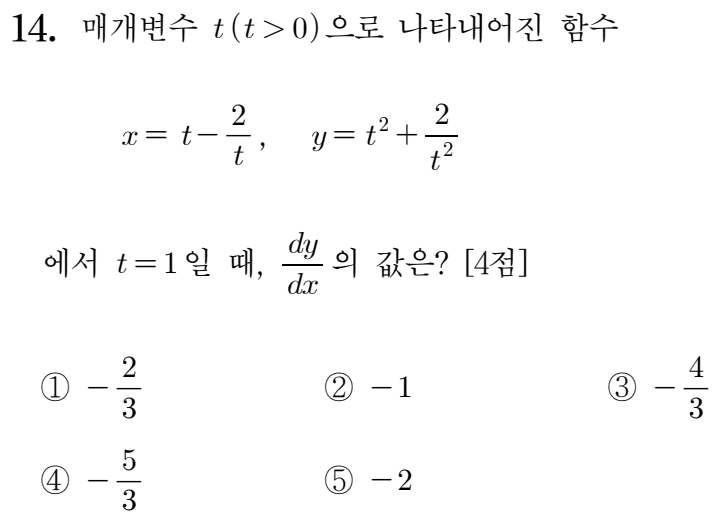 14. 매개변수 t(t>0)으로 나타내어진 함수
x = t - 2/t, y = t² + 2/t²
에서 t=1일 때, dy/dx의 값은? [4점]
① -2/3 ② -1 ③ -4/3
④ -5/3 ⑤ -2